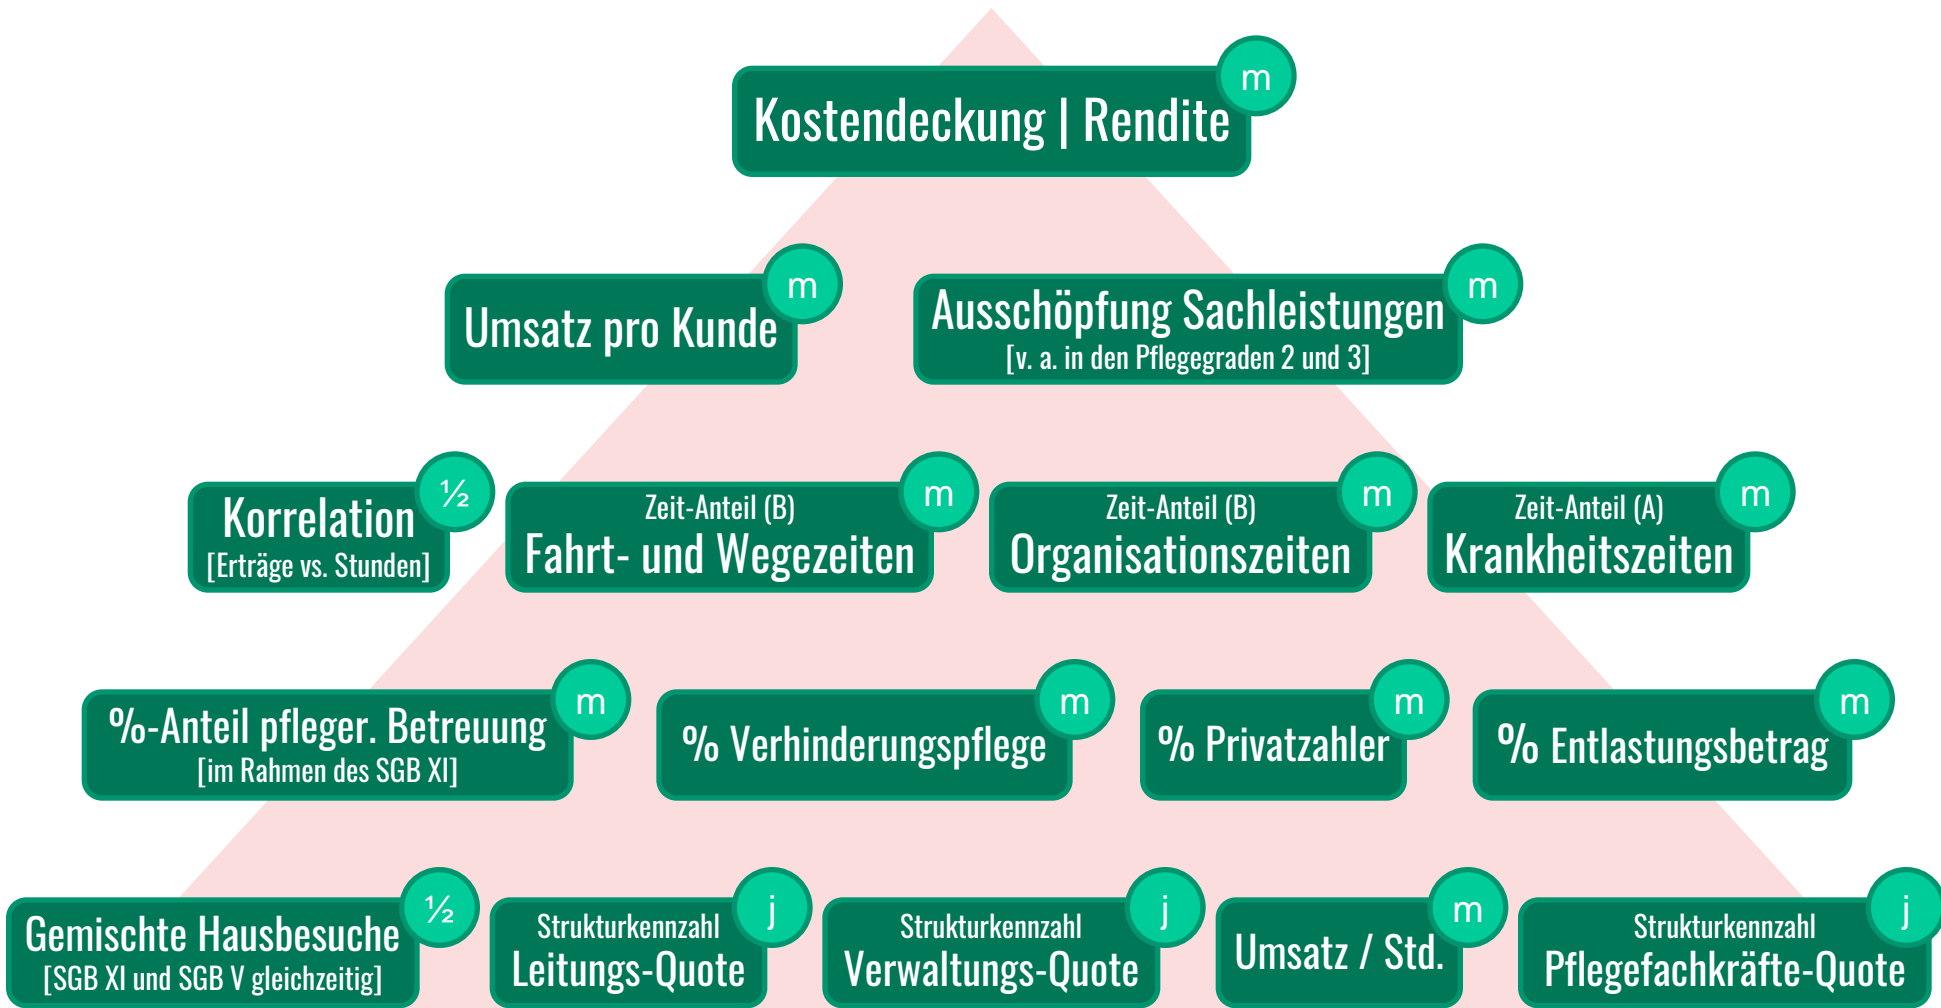 m
Kostendeckung | Rendite
m
Umsatz pro Kunde
m
Ausschöpfung Sachleistungen
[v. a. in den Pflegegraden 2 und 3]
½
Korrelation
[Erträge vs. Stunden]
m
Zeit-Anteil (B)
Fahrt- und Wegezeiten
m
Zeit-Anteil (B)
Organisationszeiten
m
Zeit-Anteil (A)
Krankheitszeiten
m
%-Anteil pfleger. Betreuung
[im Rahmen des SGB XI]
m
% Verhinderungspflege
m
% Privatzahler
m
% Entlastungsbetrag
½
Gemischte Hausbesuche
[SGB XI und SGB V gleichzeitig]
j
Strukturkennzahl
Leitungs-Quote
j
Strukturkennzahl
Verwaltungs-Quote
m
Umsatz / Std.
j
Strukturkennzahl
Pflegefachkräfte-Quote